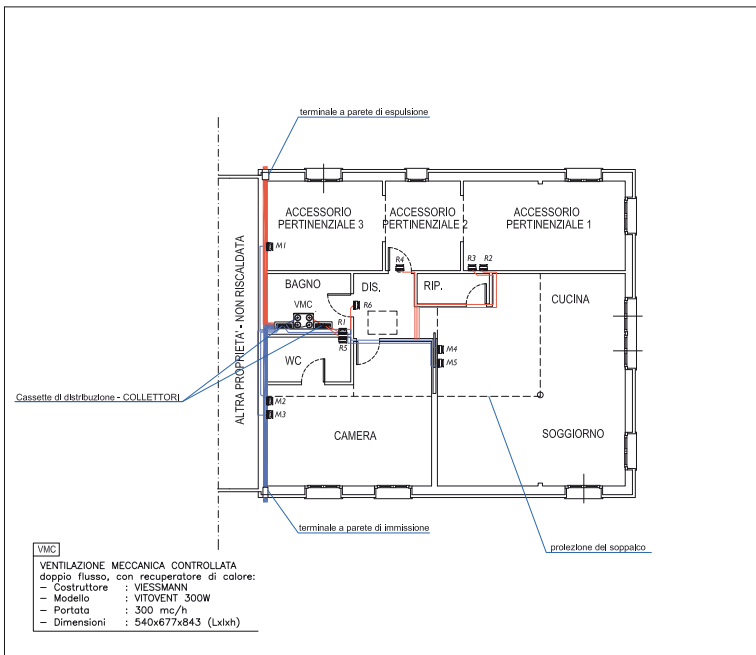 terminale a parete di espulsione
ACCESSORIO
PERTINENZIALE 3
ACCESSORIO
PERTINENZIALE 2
ACCESSORIO
PERTINENZIALE 1
M1
R4
R3 R2
BAGNO
DIS.
RIP.
CUCINA
VMC
R6
R1
R5
ALTRA PROPRIETA' - NON RISCALDATA
WC
M4
M5
Cassette di distribuzione - COLLETTORI
M2
M3
CAMERA
SOGGIORNO
terminale a parete di immissione
proiezione del soppalco
VMC
VENTILAZIONE MECCANICA CONTROLLATA
doppio flusso, con recuperatore di calore:
- Costruttore : VIESSMANN
- Modello : VITOVENT 300W
- Portata : 300 mc/h
- Dimensioni : 540x677x843 (Lxlxh)